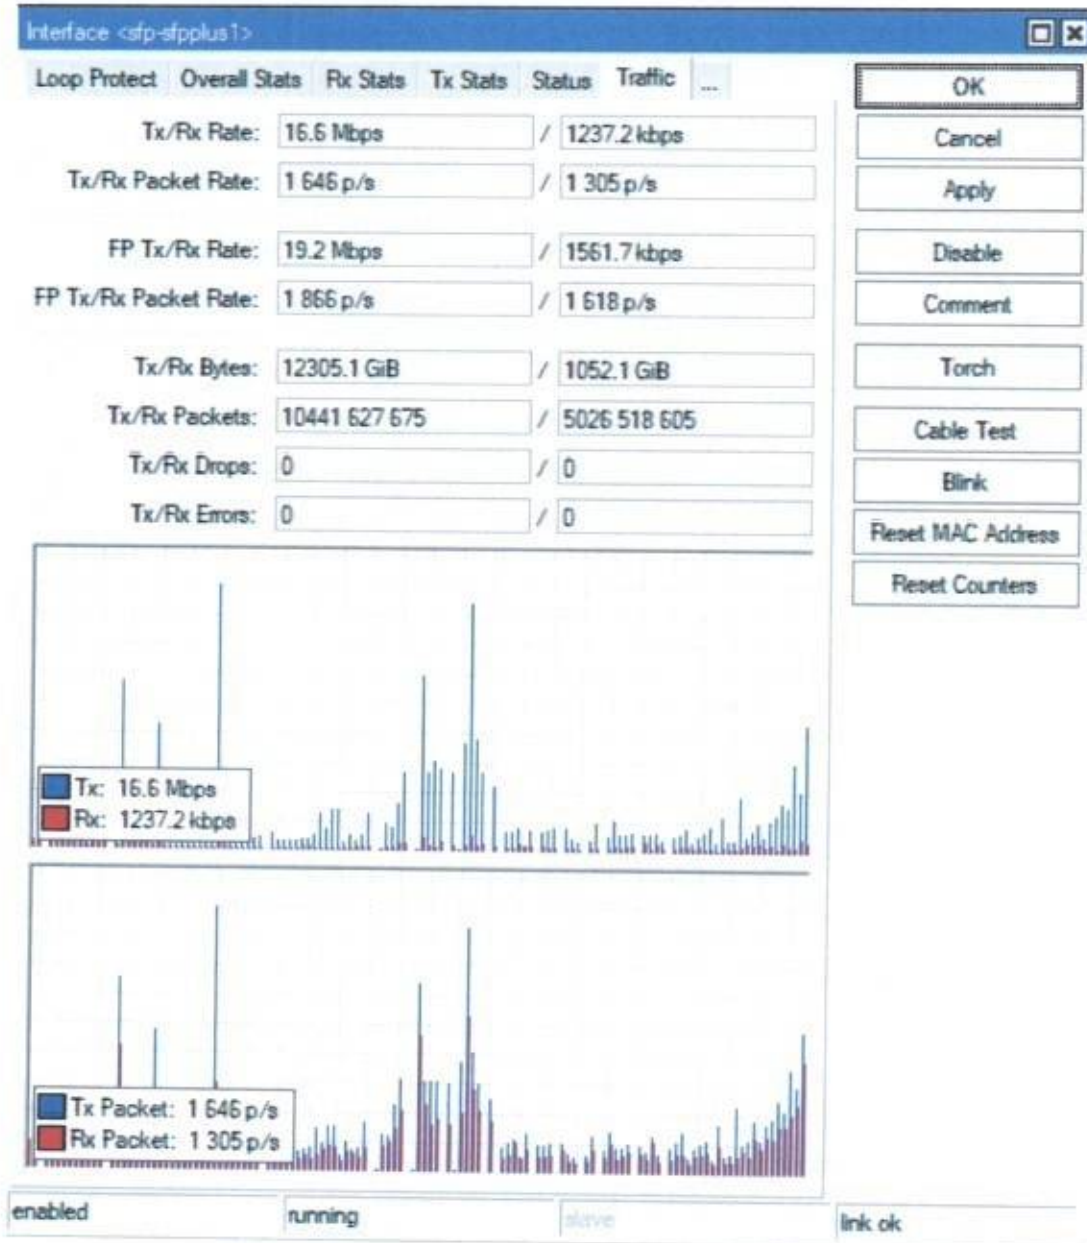 Interface <sfp-sfpplus1>
Loop Protect Overall Stats Rx Stats Tx Stats Status Traffic ...
Tx/Rx Rate: 16.6 Mbps / 1237.2 kbps
Tx/Rx Packet Rate: 1 646 p/s / 1 305 p/s
FP Tx/Rx Rate: 19.2 Mbps / 1561.7 kbps
FP Tx/Rx Packet Rate: 1 866 p/s / 1 618 p/s
Tx/Rx Bytes: 12305.1 GiB / 1052.1 GiB
Tx/Rx Packets: 10441 627 675 / 5026 518 605
Tx/Rx Drops: 0 / 0
Tx/Rx Errors: 0 / 0
OK
Cancel
Apply
Disable
Comment
Torch
Cable Test
Blink
Reset MAC Address
Reset Counters
Tx: 16.6 Mbps
Rx: 1237.2 kbps
Tx Packet: 1 646 p/s
Rx Packet: 1 305 p/s
enabled running slave link ok